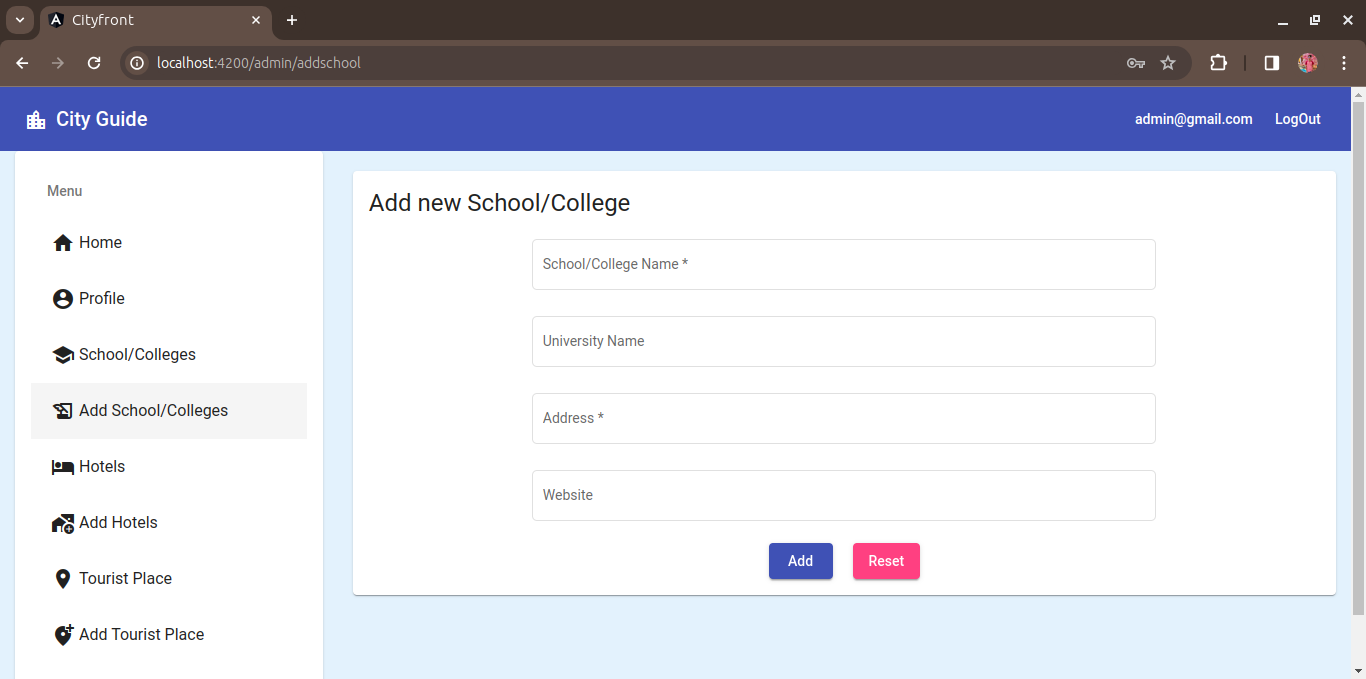 Cityfront
localhost:4200/admin/addschool
City Guide
admin@gmail.com
LogOut
Menu
Home
Profile
School/Colleges
Add School/Colleges
Hotels
Add Hotels
Tourist Place
Add Tourist Place
Add new School/College
School/College Name *
University Name
Address *
Website
Add
Reset